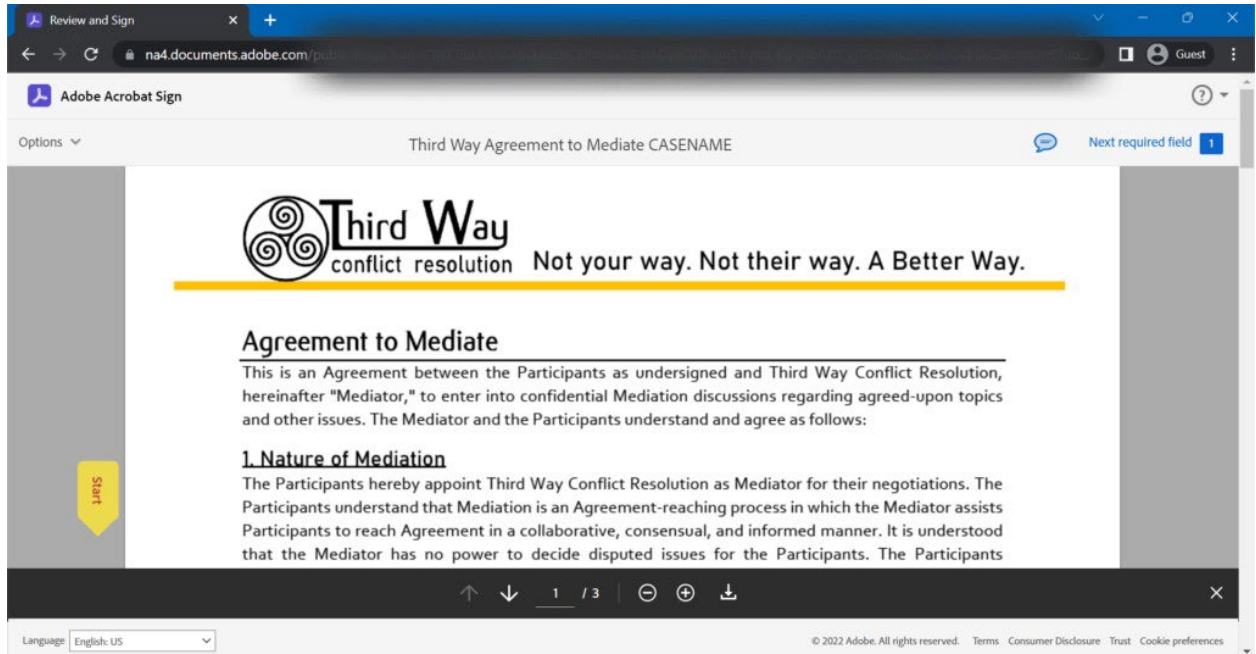 Review and Sign
na4.documents.adobe.com/
Guest
Adobe Acrobat Sign
Options
Third Way Agreement to Mediate CASENAME
Next required field 1
Third Way
conflict resolution
Not your way. Not their way. A Better Way.
Agreement to Mediate
This is an Agreement between the Participants as undersigned and Third Way Conflict Resolution,
hereinafter "Mediator," to enter into confidential Mediation discussions regarding agreed-upon topics
and other issues. The Mediator and the Participants understand and agree as follows:
1. Nature of Mediation
The Participants hereby appoint Third Way Conflict Resolution as Mediator for their negotiations. The
Participants understand that Mediation is an Agreement-reaching process in which the Mediator assists
Participants to reach Agreement in a collaborative, consensual, and informed manner. It is understood
that the Mediator has no power to decide disputed issues for the Participants. The Participants
Start
1 / 3
Language English: US
© 2022 Adobe. All rights reserved. Terms Consumer Disclosure Trust Cookie preferences